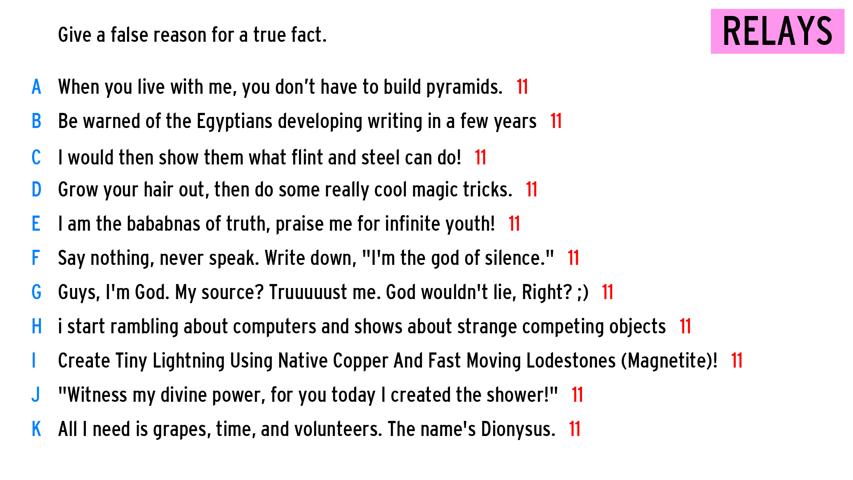 Give a false reason for a true fact.
RELAYS
A When you live with me, you don't have to build pyramids. 11
B Be warned of the Egyptians developing writing in a few years 11
C I would then show them what flint and steel can do! 11
D Grow your hair out, then do some really cool magic tricks. 11
E I am the bababnas of truth, praise me for infinite youth! 11
F Say nothing, never speak. Write down, "I'm the god of silence." 11
G Guys, I'm God. My source? Truuuuust me. God wouldn't lie, Right? ;) 11
H i start rambling about computers and shows about strange competing objects 11
I Create Tiny Lightning Using Native Copper And Fast Moving Lodestones (Magnetite)! 11
J "Witness my divine power, for you today I created the shower!" 11
K All I need is grapes, time, and volunteers. The name's Dionysus. 11